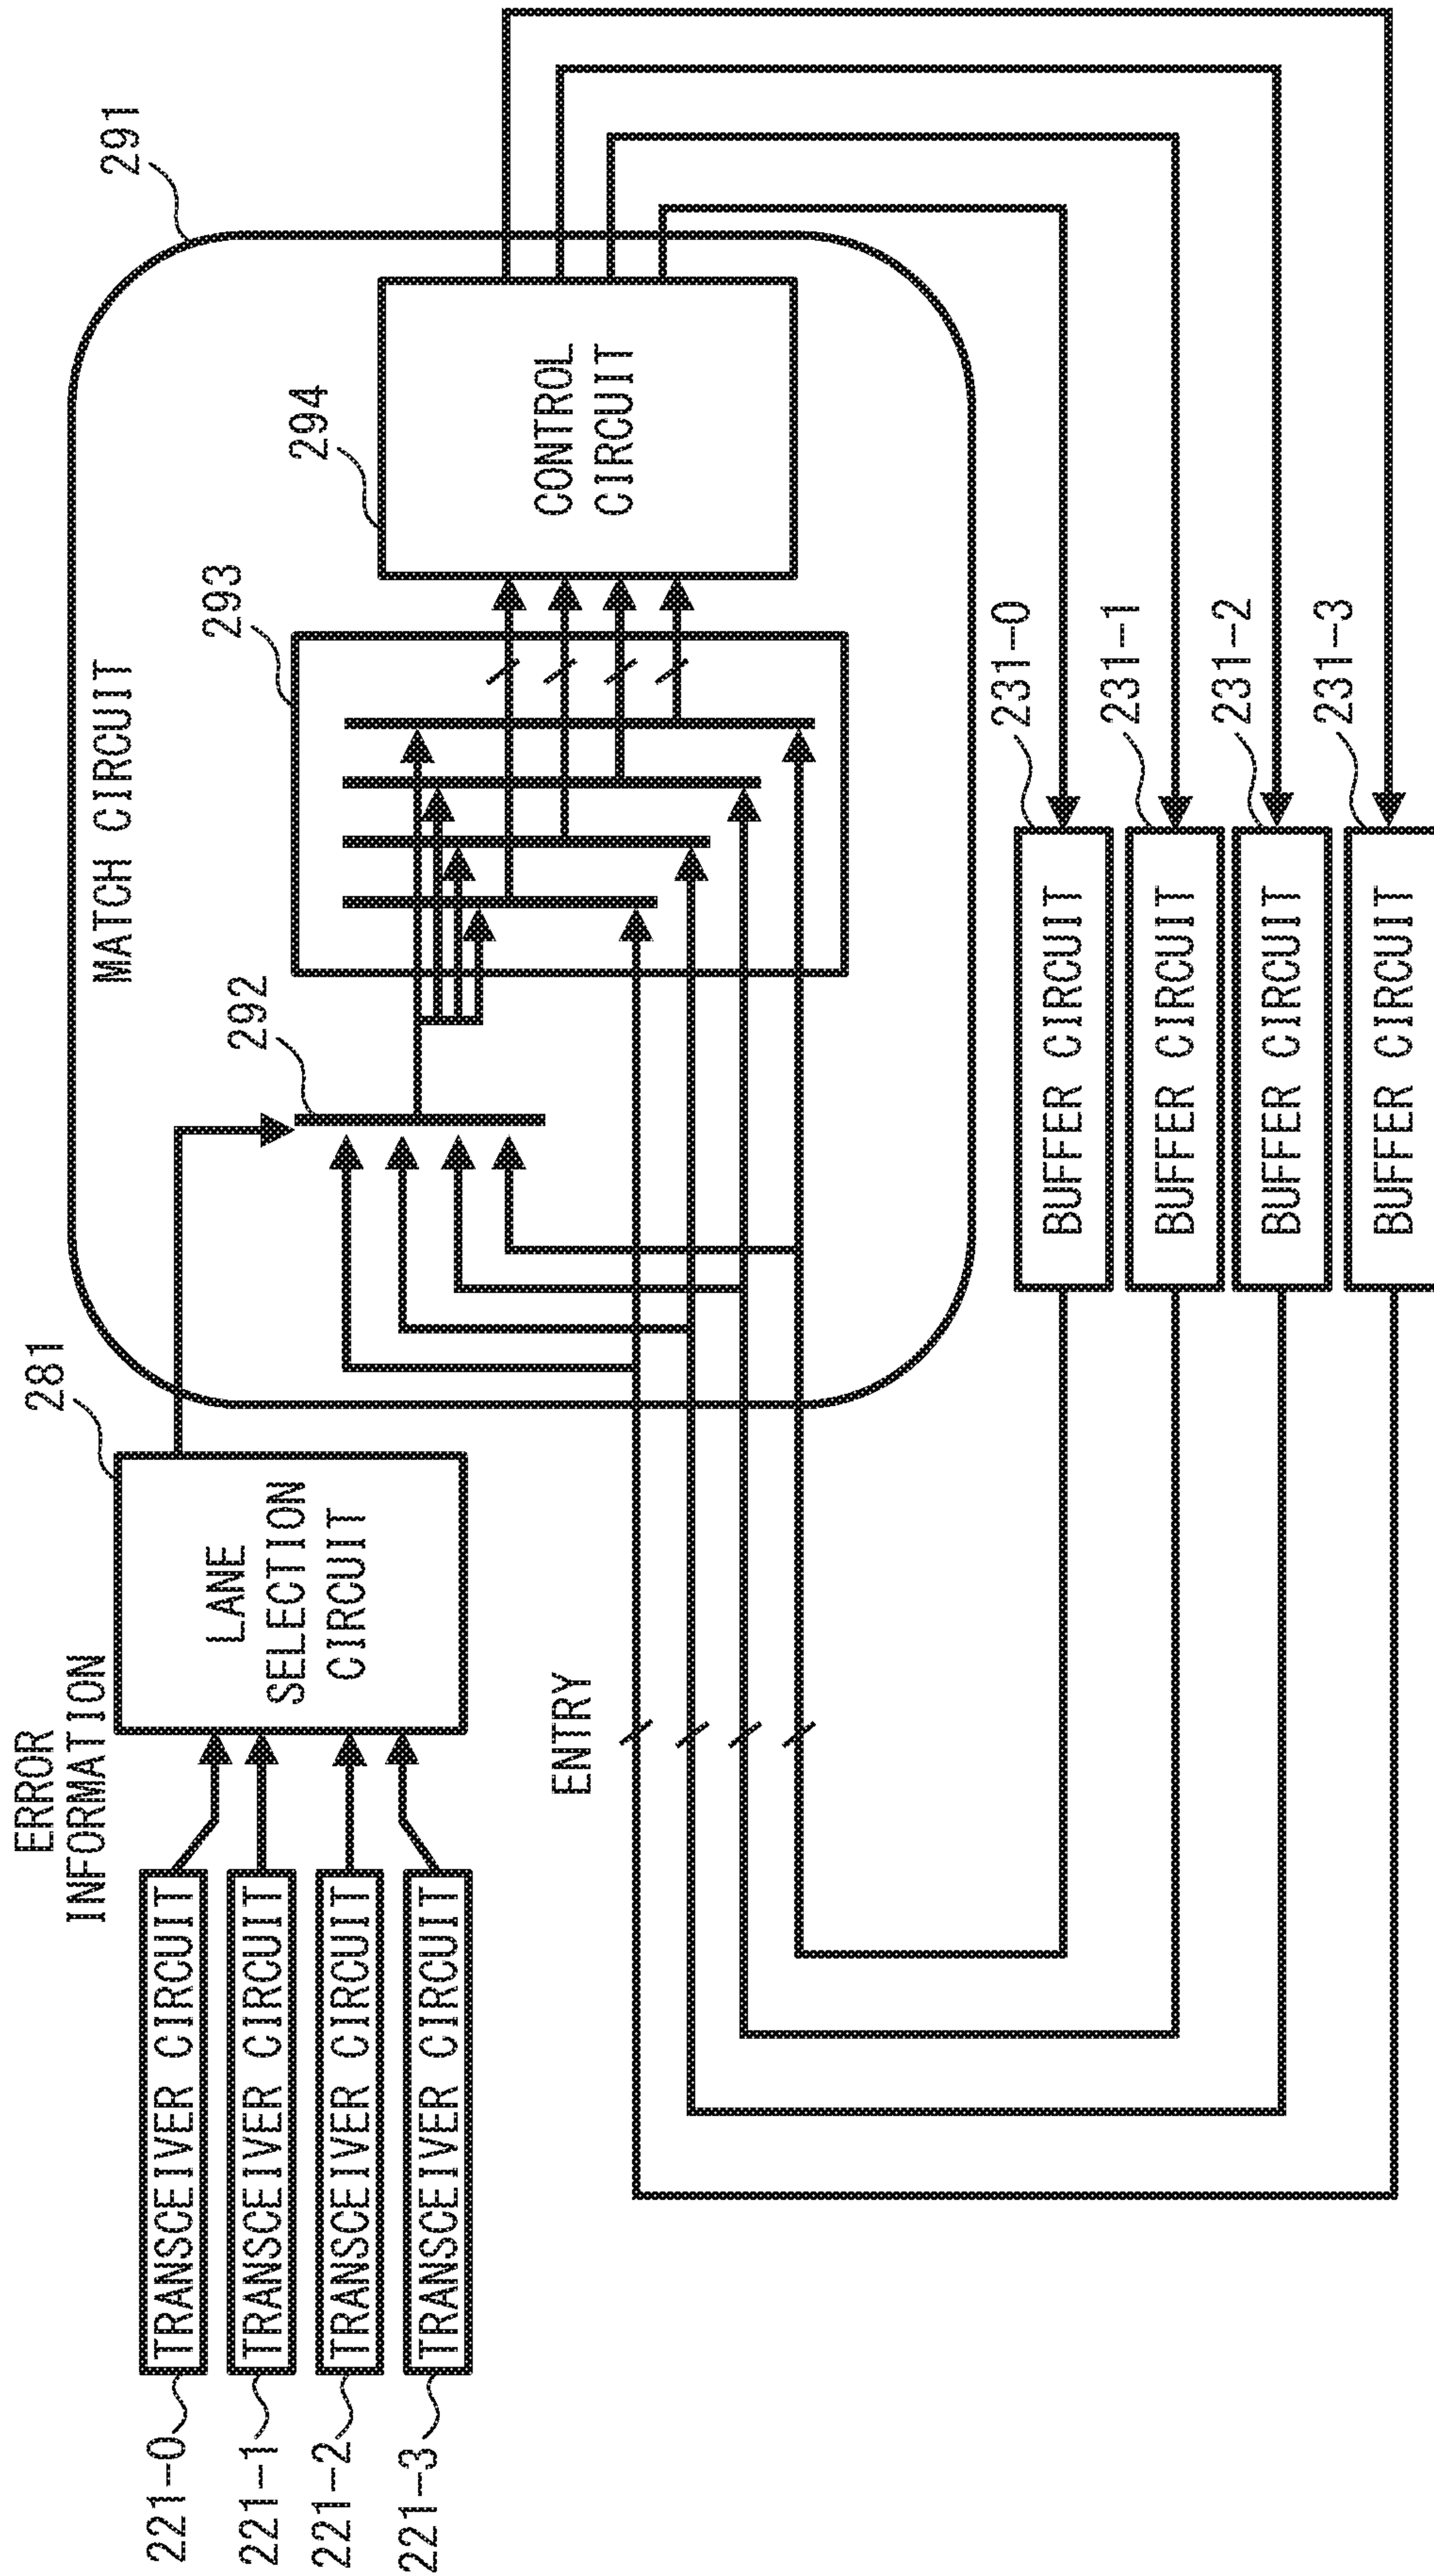 ERROR
INFORMATION
221-0
TRANSCEIVER CIRCUIT
221-1
TRANSCEIVER CIRCUIT
221-2
TRANSCEIVER CIRCUIT
221-3
TRANSCEIVER CIRCUIT
281
LANE
SELECTION
CIRCUIT
291
MATCH CIRCUIT
292
293
294
CONTROL
CIRCUIT
ENTRY
231-0
BUFFER CIRCUIT
231-1
BUFFER CIRCUIT
231-2
BUFFER CIRCUIT
231-3
BUFFER CIRCUIT